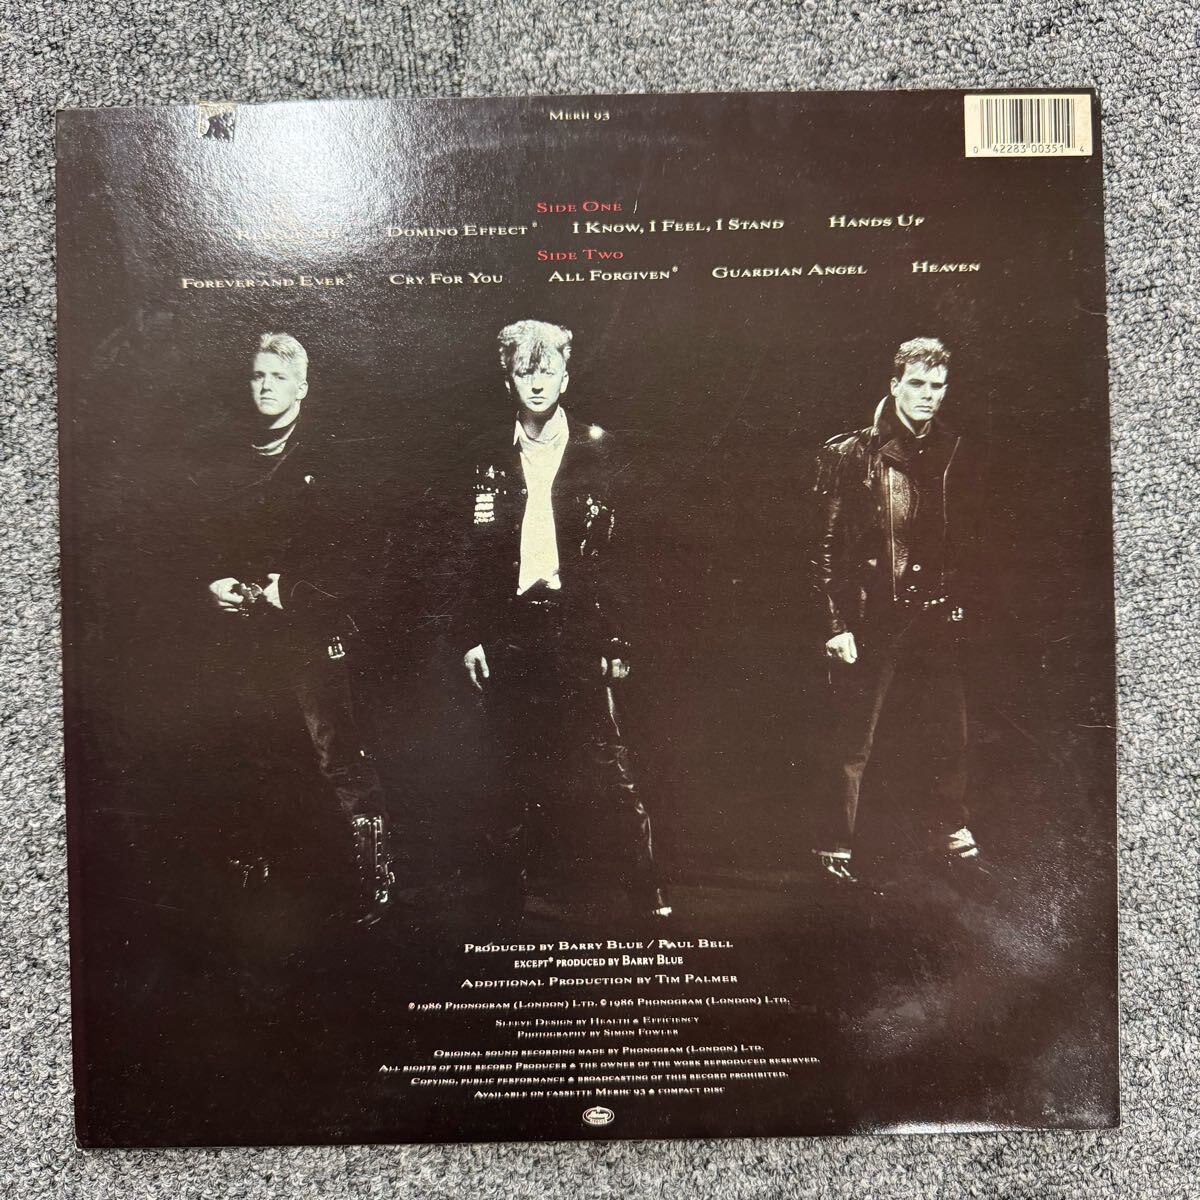 MERH 93
0 42283 00351 4
SIDE ONE
DOMINO EFFECT* I KNOW, I FEEL, I STAND HANDS UP
SIDE TWO
FOREVER AND EVER* CRY FOR YOU ALL FORGIVEN* GUARDIAN ANGEL HEAVEN
PRODUCED BY BARRY BLUE / PAUL BELL
EXCEPT* PRODUCED BY BARRY BLUE
ADDITIONAL PRODUCTION BY TIM PALMER
℗ 1986 PHONOGRAM (LONDON) LTD. © 1986 PHONOGRAM (LONDON) LTD.
SLEEVE DESIGN BY HEALTH & EFFICIENCY
PHOTOGRAPHY BY SIMON FOWLER
ORIGINAL SOUND RECORDING MADE BY PHONOGRAM (LONDON) LTD.
ALL RIGHTS OF THE RECORD PRODUCER & THE OWNER OF THE WORK REPRODUCED RESERVED.
COPYING, PUBLIC PERFORMANCE & BROADCASTING OF THIS RECORD PROHIBITED.
AVAILABLE ON CASSETTE MERHC 93 & COMPACT DISC